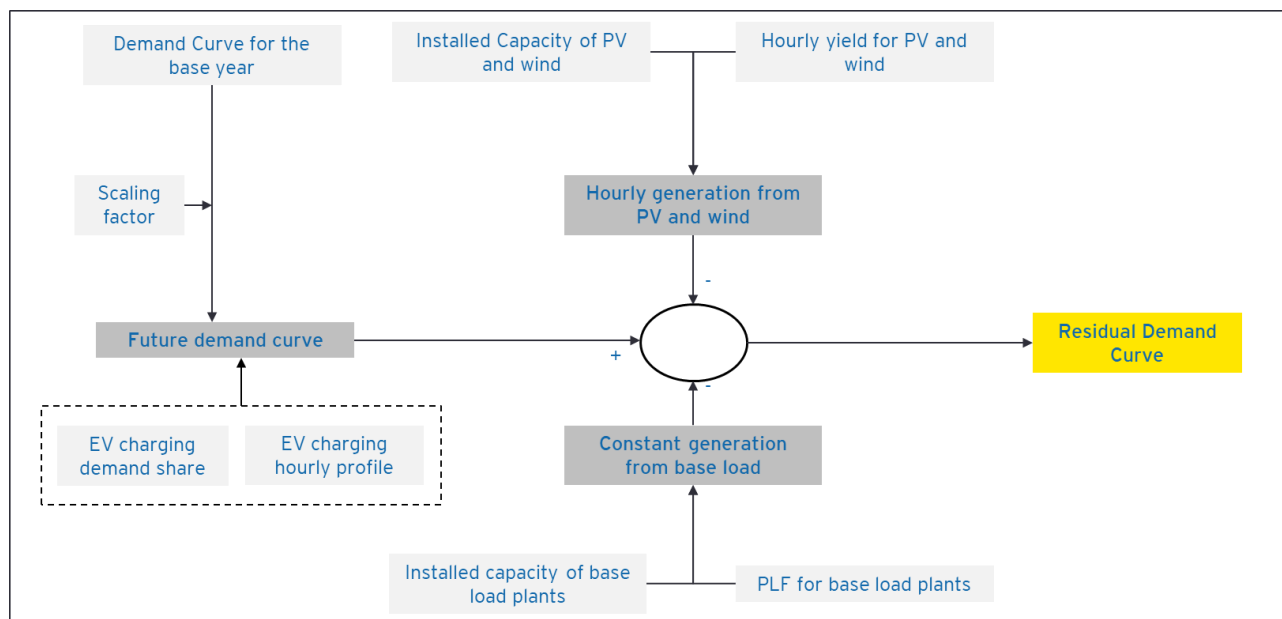 Demand Curve for the
base year
Installed Capacity of PV
and wind
Hourly yield for PV and
wind
Scaling
factor
Hourly generation from
PV and wind
-
Future demand curve
+
Residual Demand
Curve
-
EV charging
demand share
EV charging
hourly profile
Constant generation
from base load
Installed capacity of base
load plants
PLF for base load plants